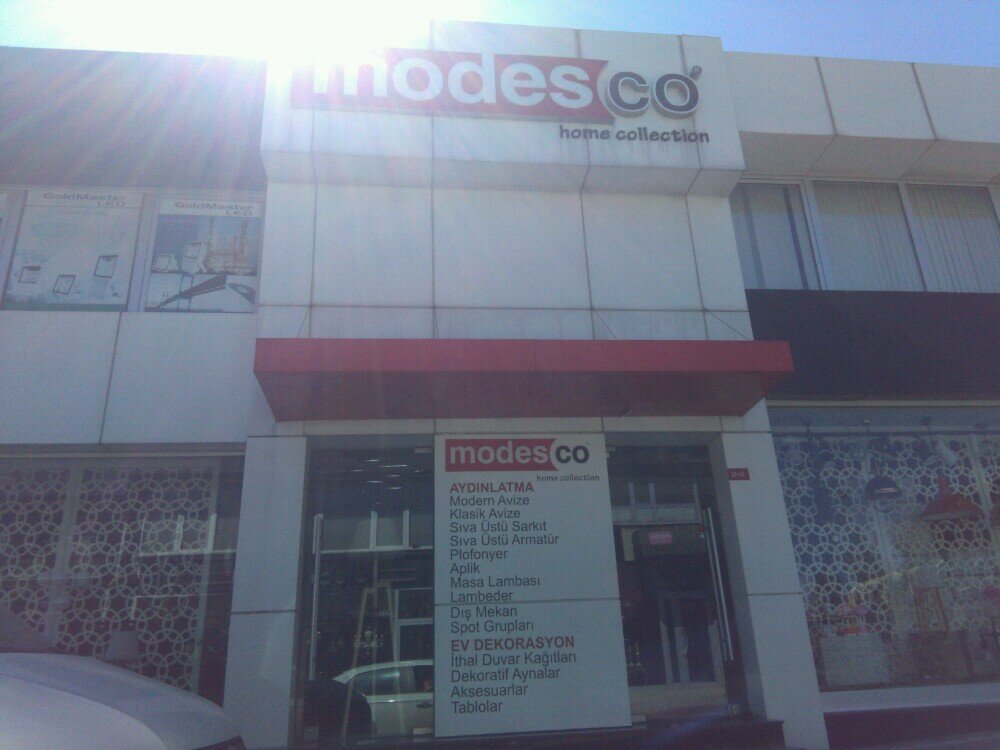 modesco
home collection
GoldMaster
LED
GoldMaster
LED
modesco
home collection
AYDINLATMA
Modern Avize
Klasik Avize
Sıva Üstü Sarkıt
Sıva Üstü Armatür
Plofonyer
Aplik
Masa Lambası
Lambeder
Dış Mekan
Spot Grupları
EV DEKORASYON
İthal Duvar Kağıtları
Dekoratif Aynalar
Aksesuarlar
Tablolar